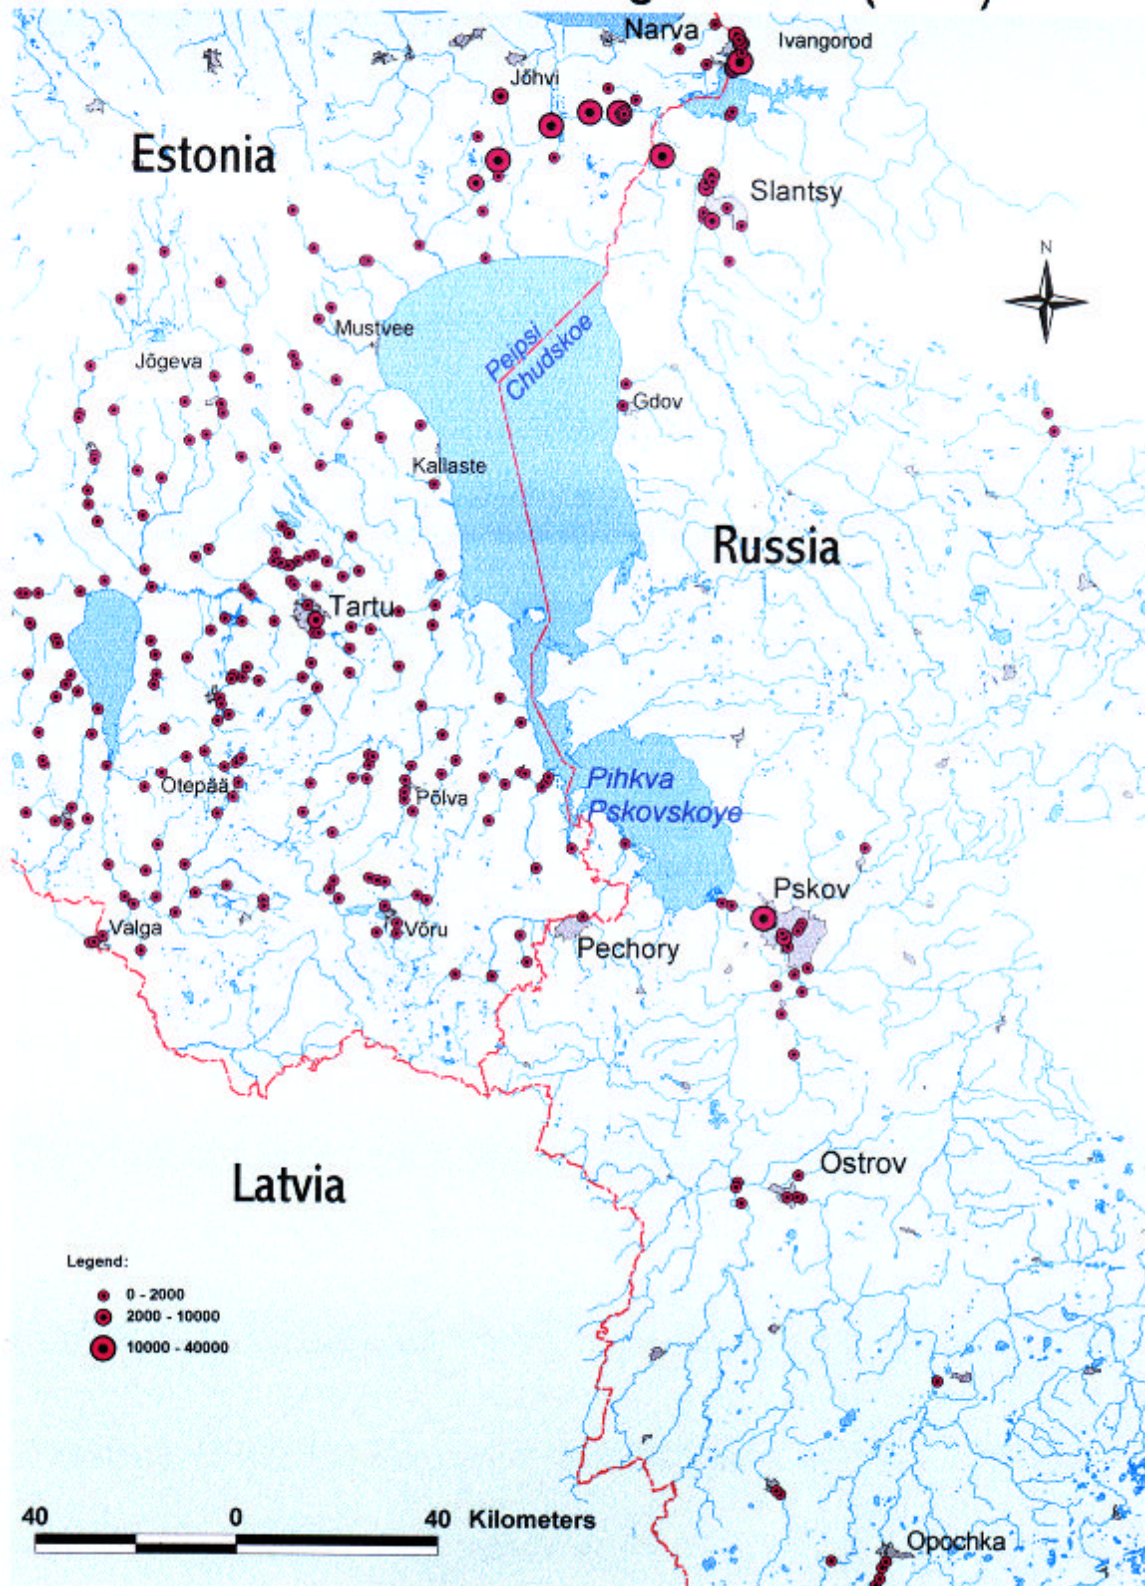 Narva
Ivangorod
Jõhvi
Estonia
Slantsy
N
Mustvee
Peipsi
Chudskoe
Jõgeva
Gdov
Kallaste
Russia
Tartu
Pihkva
Pskovskoye
Otepää
Põlva
Pskov
Valga
Võru
Pechory
Ostrov
Latvia
Legend:
0 - 2000
2000 - 10000
10000 - 40000
40 0 40 Kilometers
Opochka